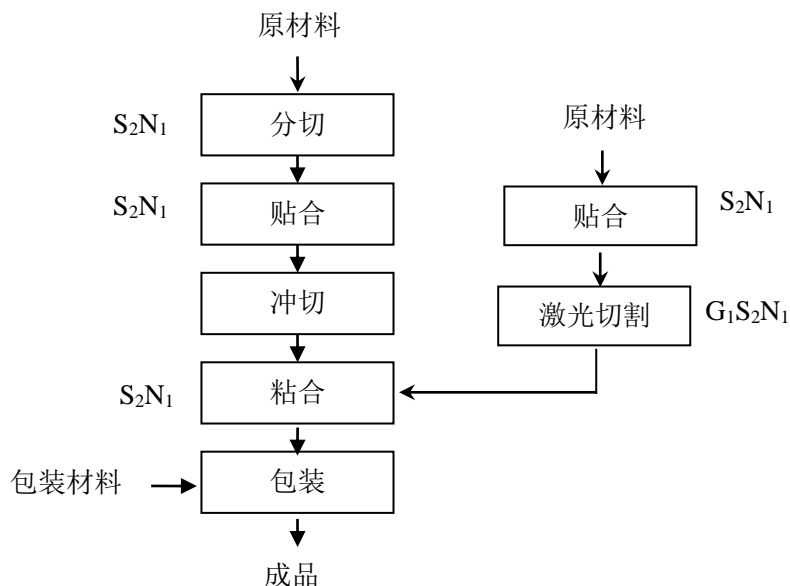 原材料
S₂N₁
分切
S₂N₁
贴合
冲切
S₂N₁
粘合
包装材料
包装
成品
原材料
贴合
S₂N₁
激光切割
G₁S₂N₁